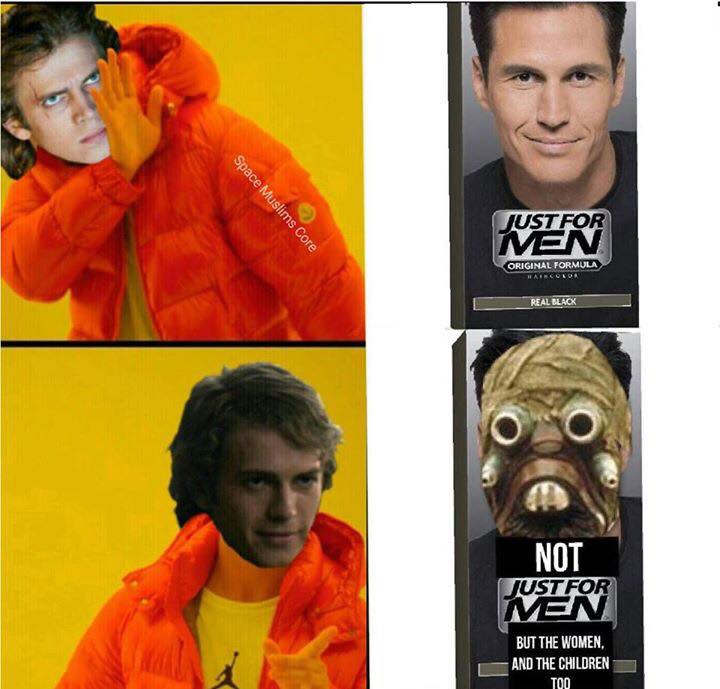 Space Muslims Core
JUST FOR
MEN
ORIGINAL FORMULA
HAIRCOLOR
REAL BLACK
NOT
JUST FOR
MEN
BUT THE WOMEN,
AND THE CHILDREN
TOO